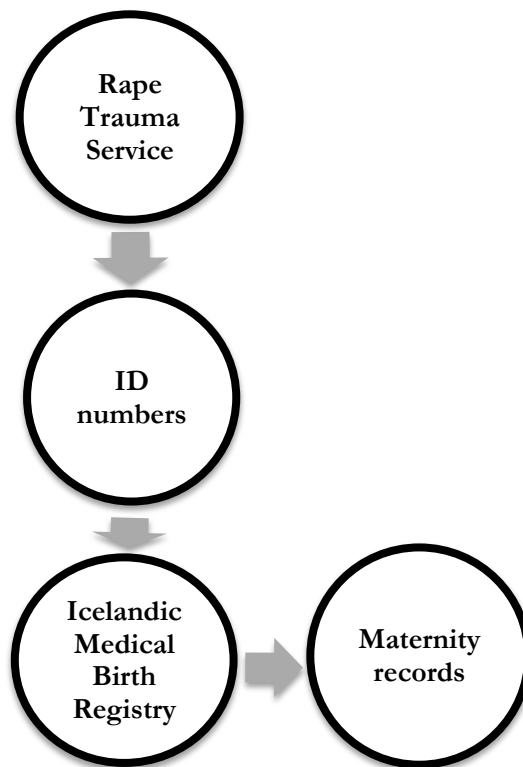 Rape
Trauma
Service
ID
numbers
Icelandic
Medical
Birth
Registry
Maternity
records